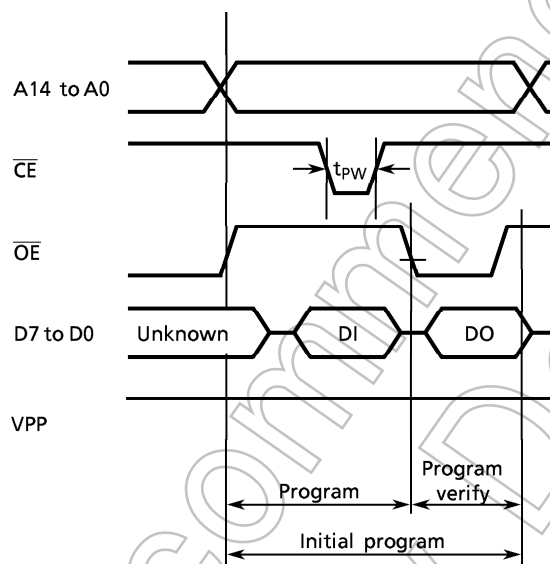 A14 to A0
CE
tPW
OE
D7 to D0
Unknown
DI
DO
VPP
Program
Program
verify
Initial program